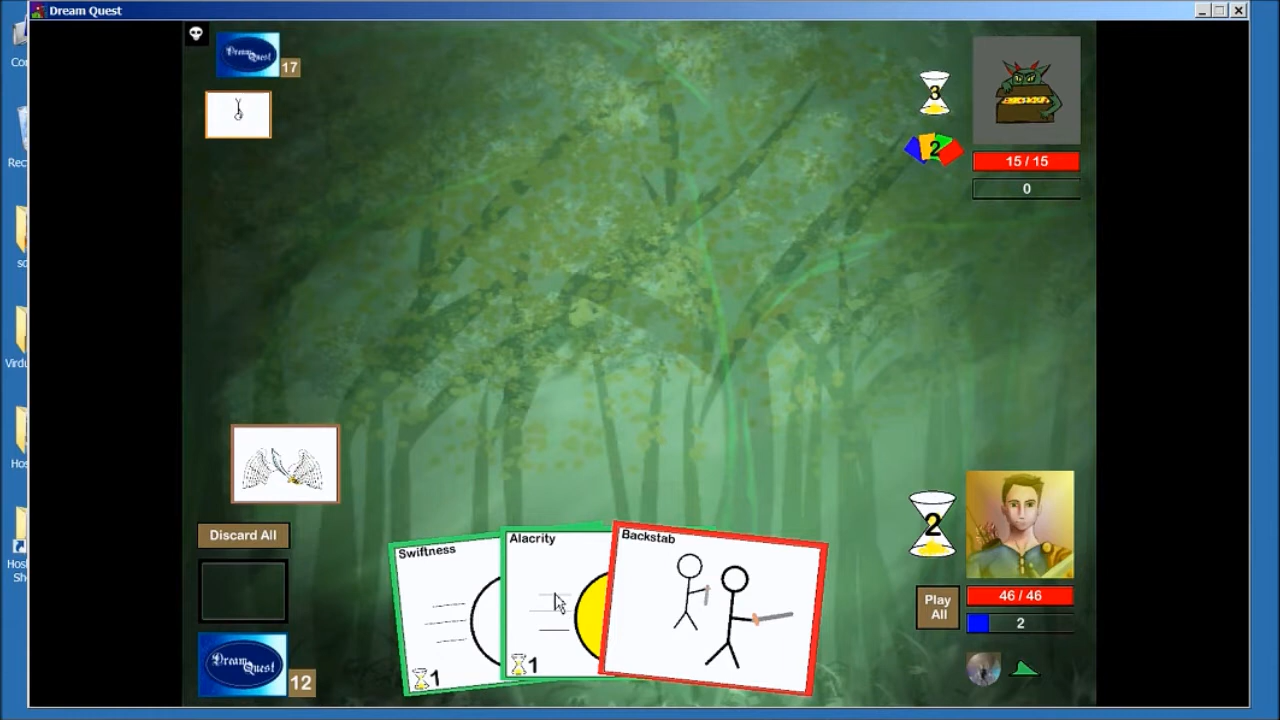 Dream Quest
Dream Quest
17
3
2
15 / 15
0
Discard All
Swiftness
1
Alacrity
1
Backstab
2
Play
All
46 / 46
2
Dream Quest
12